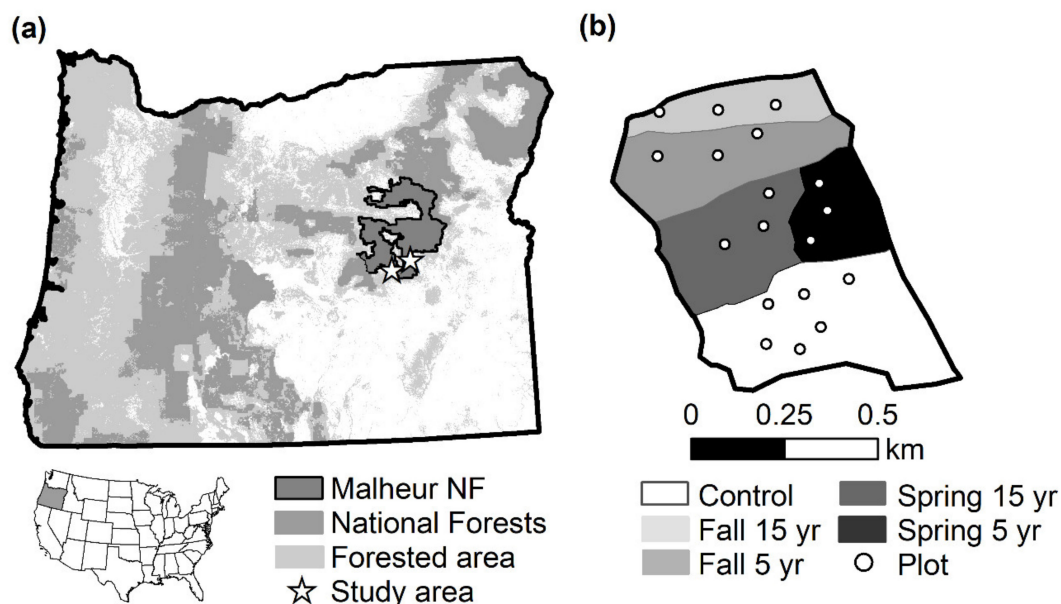 (a)
(b)
0 0.25 0.5
km
Malheur NF
National Forests
Forested area
Study area
Control
Fall 15 yr
Fall 5 yr
Spring 15 yr
Spring 5 yr
Plot